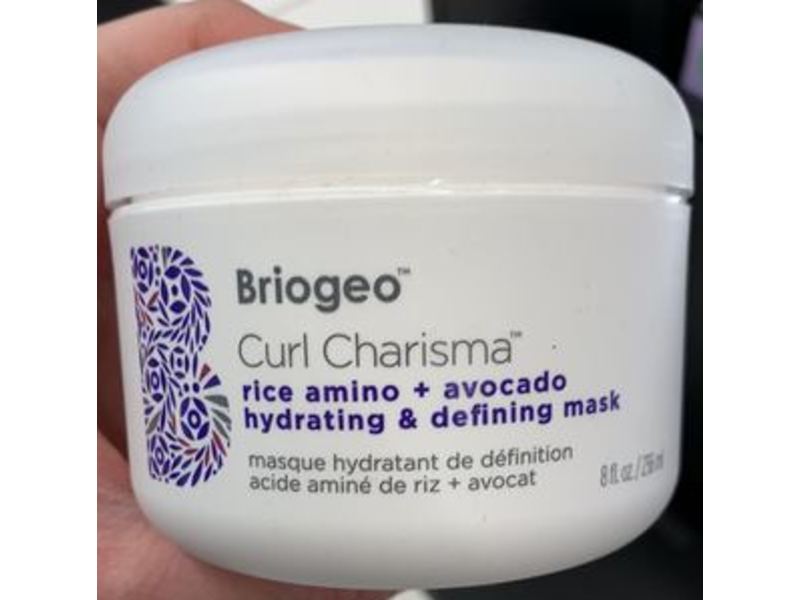 Briogeo™
Curl Charisma™
rice amino + avocado
hydrating & defining mask
masque hydratant de définition
acide aminé de riz + avocat
8 fl. oz. / 236 ml